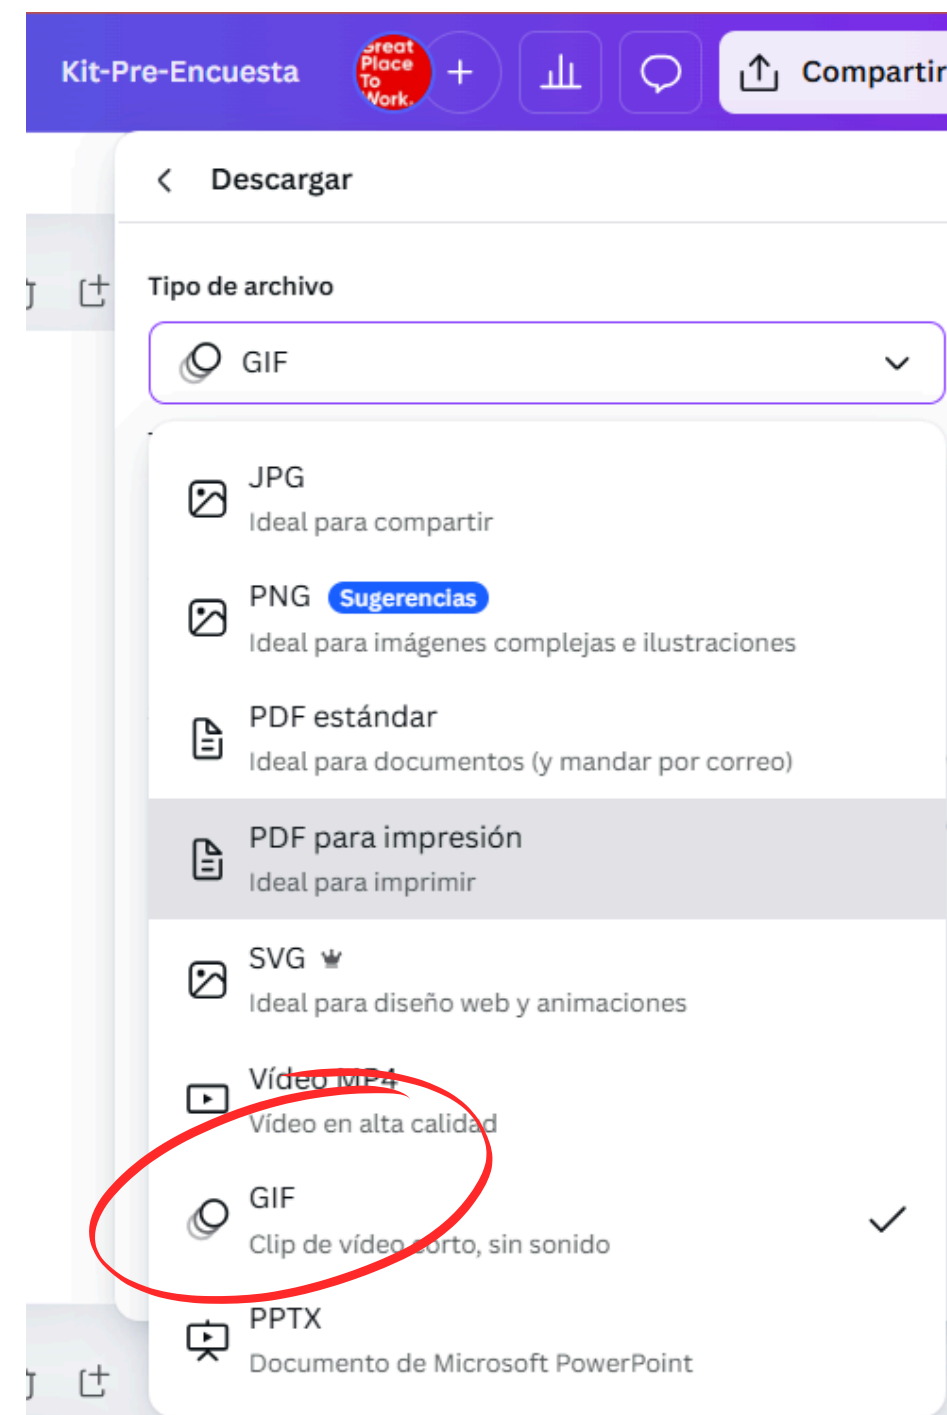 Kit-Pre-Encuesta
Great
Place
To
Work.
Compartir
Descargar
Tipo de archivo
GIF
JPG
Ideal para compartir
PNG Sugerencias
Ideal para imágenes complejas e ilustraciones
PDF estándar
Ideal para documentos (y mandar por correo)
PDF para impresión
Ideal para imprimir
SVG
Ideal para diseño web y animaciones
Vídeo MP4
Vídeo en alta calidad
GIF
Clip de vídeo corto, sin sonido
PPTX
Documento de Microsoft PowerPoint